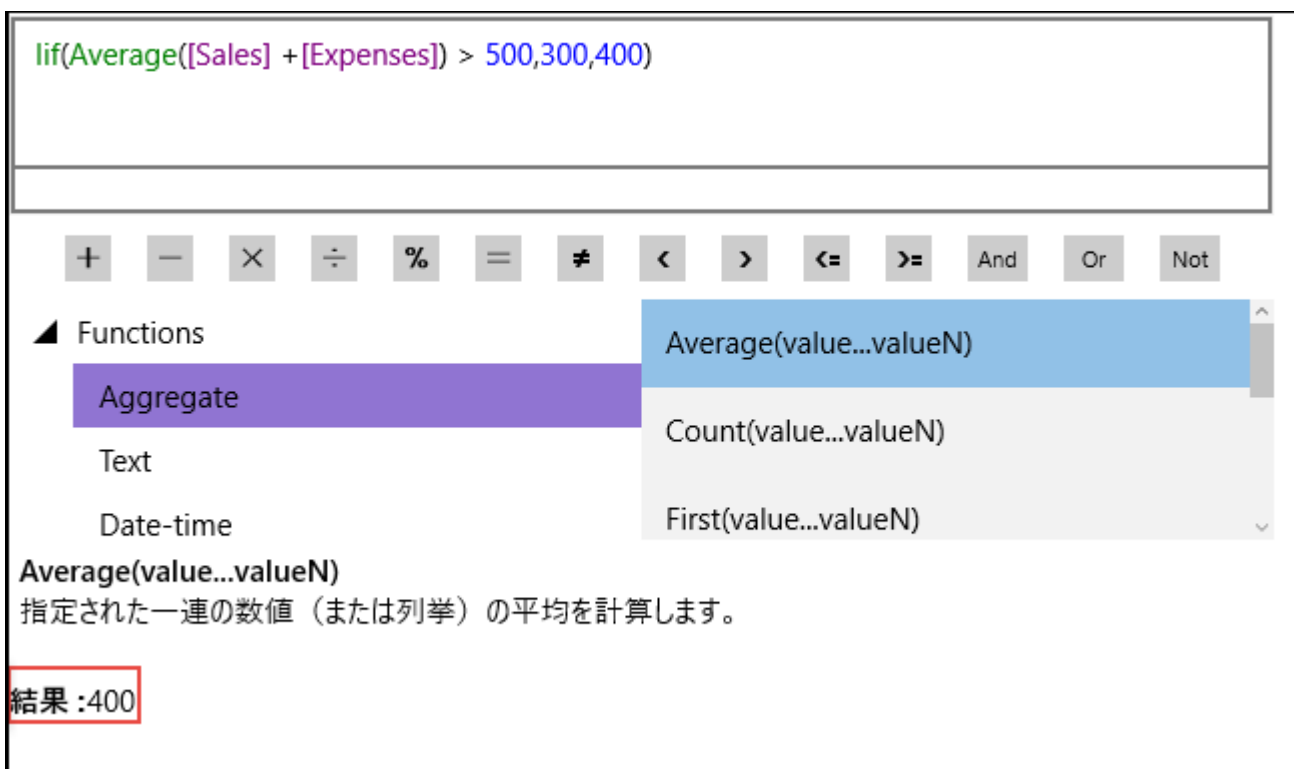 Iif(Average([Sales] +[Expenses]) > 500,300,400)
+ − × ÷ % = ≠ < > <= >= And Or Not
Functions
Average(value...valueN)
Aggregate
Count(value...valueN)
Text
First(value...valueN)
Date-time
Average(value...valueN)
指定された一連の数値（または列挙）の平均を計算します。
結果 :400